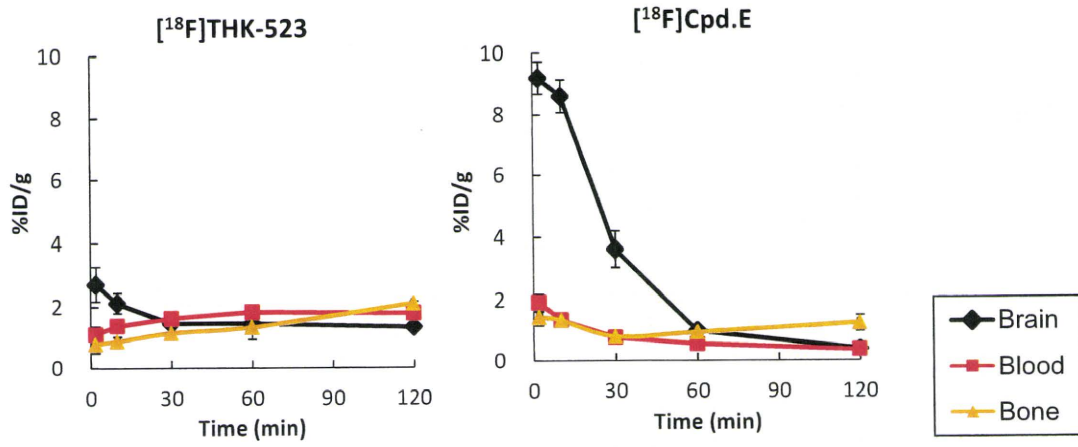 [¹⁸F]THK-523
10
8
6
4
2
0
%ID/g
0 30 60 90 120
Time (min)
[¹⁸F]Cpd.E
10
8
6
4
2
0
%ID/g
0 30 60 90 120
Time (min)
Brain
Blood
Bone